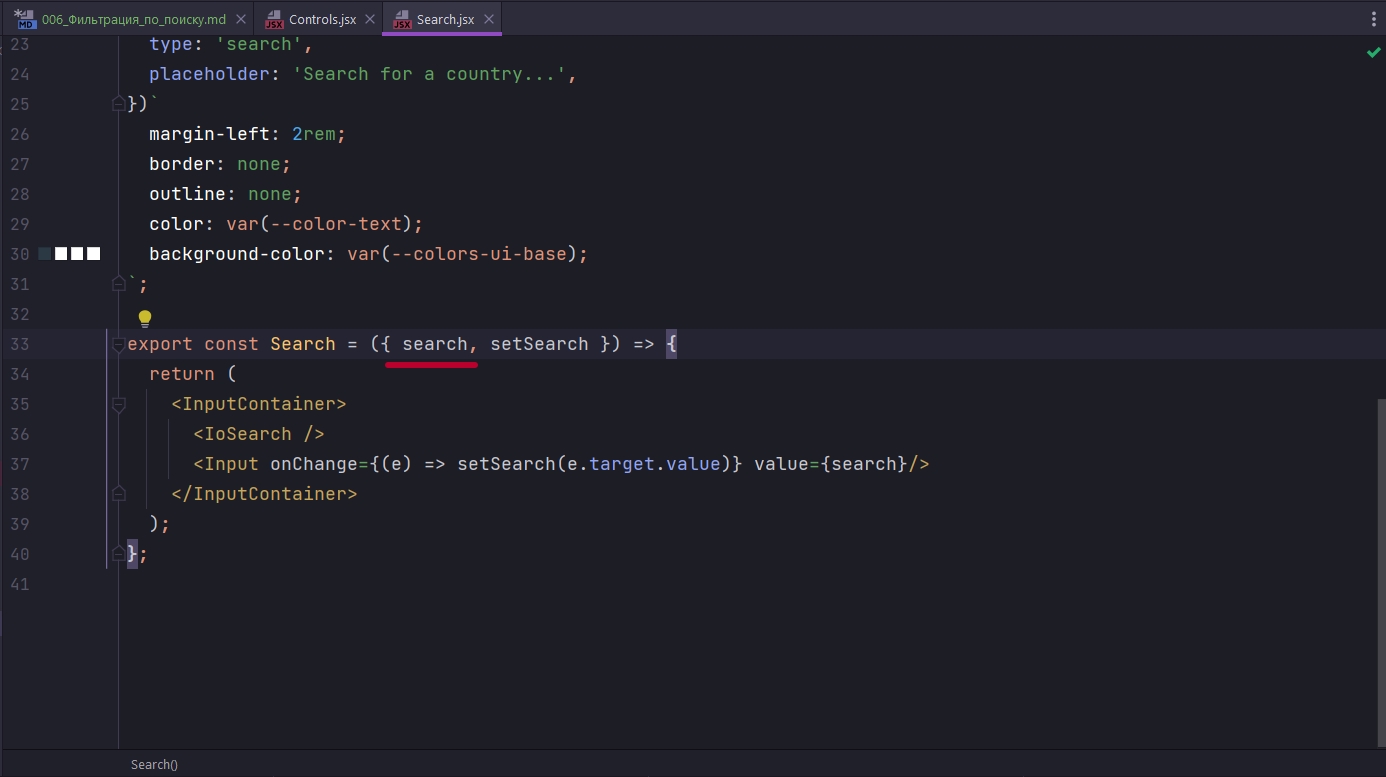 006_Фильтрация_по_поиску.md Controls.jsx Search.jsx
23 type: 'search',
24 placeholder: 'Search for a country...',
25 })`
26 margin-left: 2rem;
27 border: none;
28 outline: none;
29 color: var(--color-text);
30 background-color: var(--colors-ui-base);
31 `;
32
33 export const Search = ({ search, setSearch }) => {
34 return (
35 <InputContainer>
36 <IoSearch />
37 <Input onChange={(e) => setSearch(e.target.value)} value={search}/>
38 </InputContainer>
39 );
40 };
41
Search()